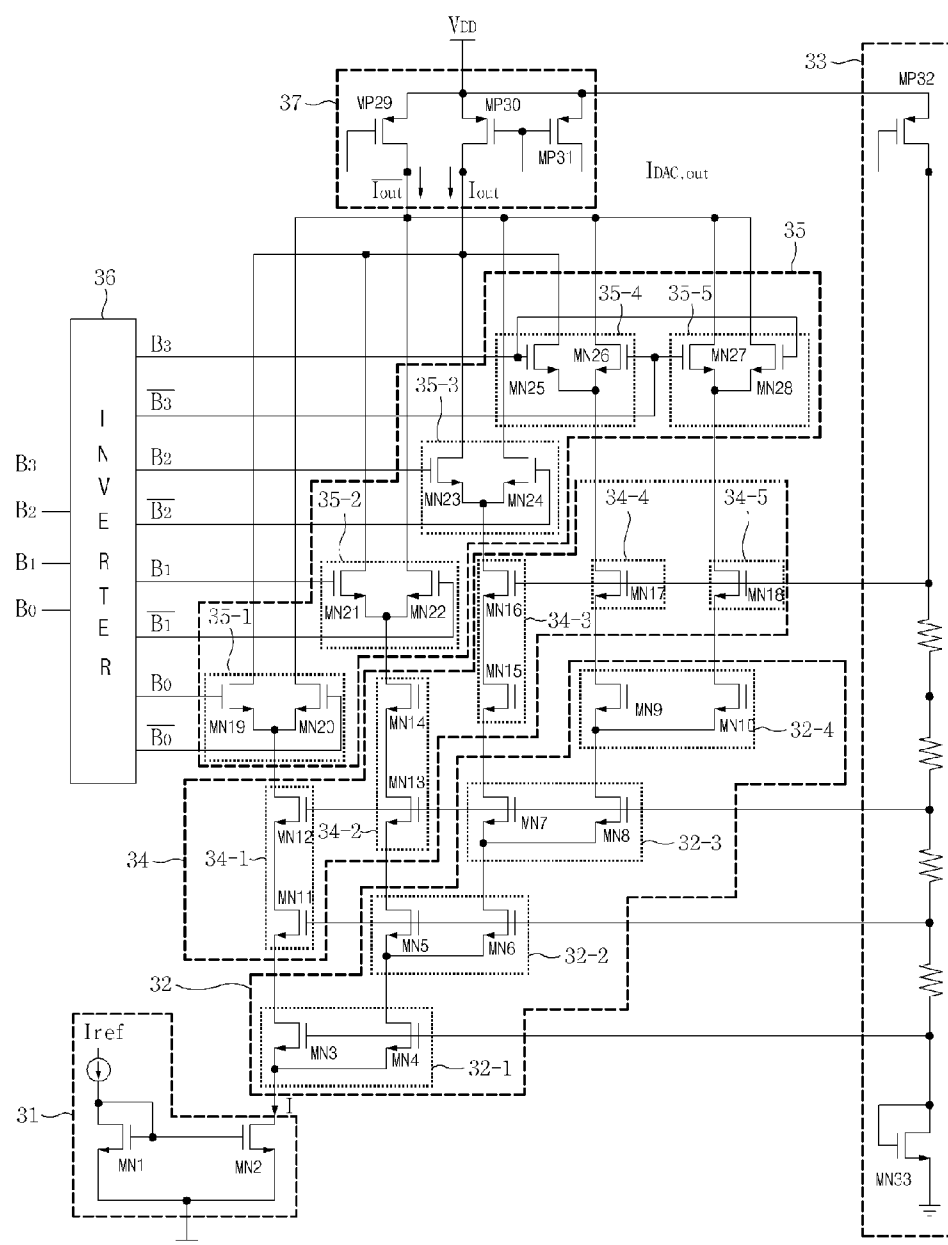 VDD
33
MP32
37
MP29
MP30
MP31
IDAC,out
Iout
Iout
35
36
35-4
35-5
B3
MN26
MN27
MN25
MN28
35-3
B3
I
N
V
E
R
T
E
R
B2
MN23
MN24
B3
35-2
34-4
34-5
B2
B2
B1
B1
MN16
MN17
MN18
MN21
MN22
34-3
B0
B1
35-1
MN15
B0
MN14
MN9
MN19
MN20
MN10
B0
32-4
MN13
MN12
34-2
MN7
MN8
34
34-1
32-3
MN11
MN5
MN6
32
32-2
Iref
MN3
MN4
32-1
I
31
MN1
MN2
MN33